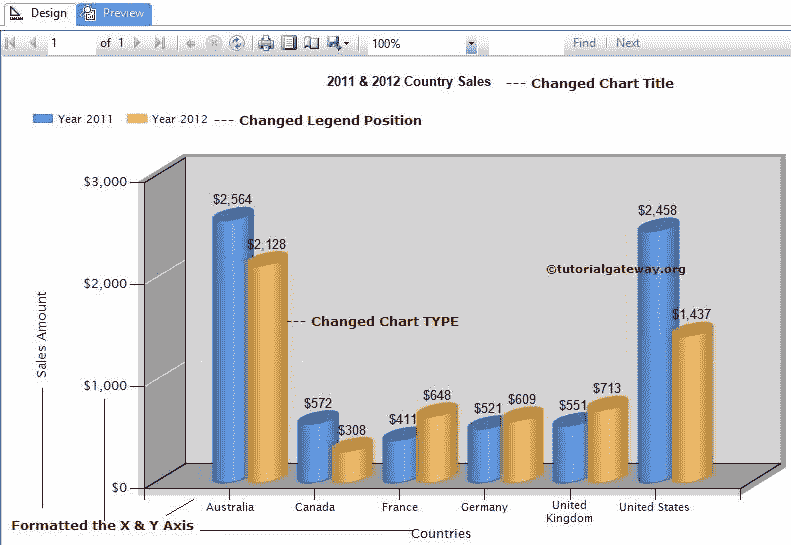 Design Preview
1 of 1 100% Find Next
2011 & 2012 Country Sales --- Changed Chart Title
Year 2011 Year 2012 --- Changed Legend Position
$3,000
$2,564
$2,458
$2,128
©tutorialgateway.org
$2,000
$1,437
--- Changed Chart TYPE
Sales Amount
$1,000
$572
$308
$411
$648
$521
$609
$551
$713
$0
Australia Canada France Germany United Kingdom United States
Formatted the X & Y Axis
Countries